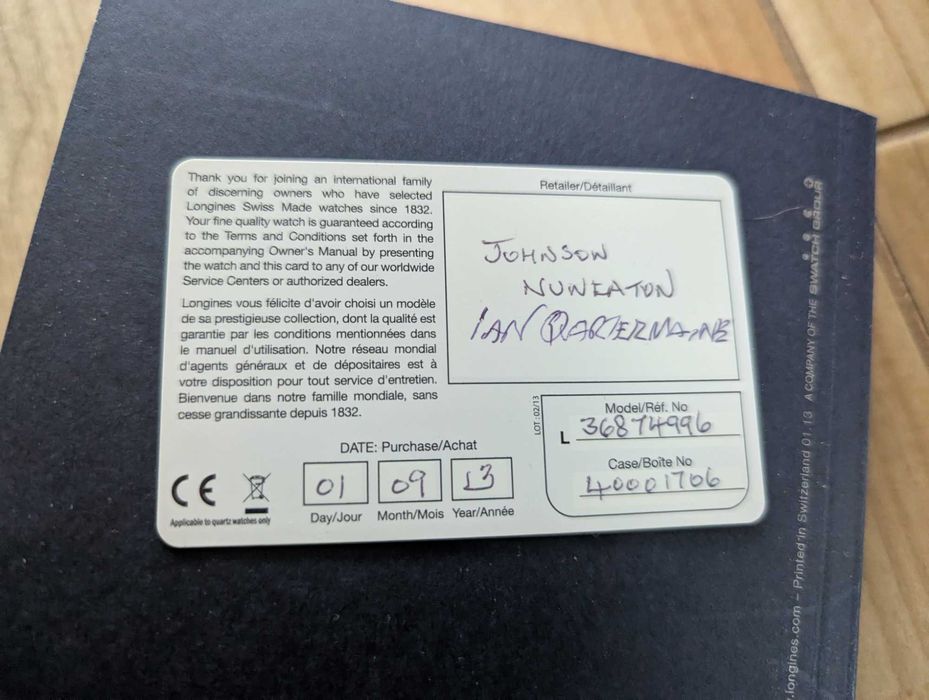 Thank you for joining an international family
of discerning owners who have selected
Longines Swiss Made watches since 1832.
Your fine quality watch is guaranteed according
to the Terms and Conditions set forth in the
accompanying Owner's Manual by presenting
the watch and this card to any of our worldwide
Service Centers or authorized dealers.
Longines vous félicite d'avoir choisi un modèle
de sa prestigieuse collection, dont la qualité est
garantie par les conditions mentionnées dans
le manuel d'utilisation. Notre réseau mondial
d'agents généraux et de dépositaires est à
votre disposition pour tout service d'entretien.
Bienvenue dans notre famille mondiale, sans
cesse grandissante depuis 1832.
Retailer/Détaillant
JOHNSON
NUNEATON
IAN QARTERMAINE
LOT : 02/13
Model/Réf. No
L 36874996
Case/Boîte No
40001706
DATE: Purchase/Achat
01 09 13
Day/Jour Month/Mois Year/Année
CE
Applicable to quartz watches only
longines.com – Printed in Switzerland 01.13 A COMPANY OF THE SWATCH GROUP